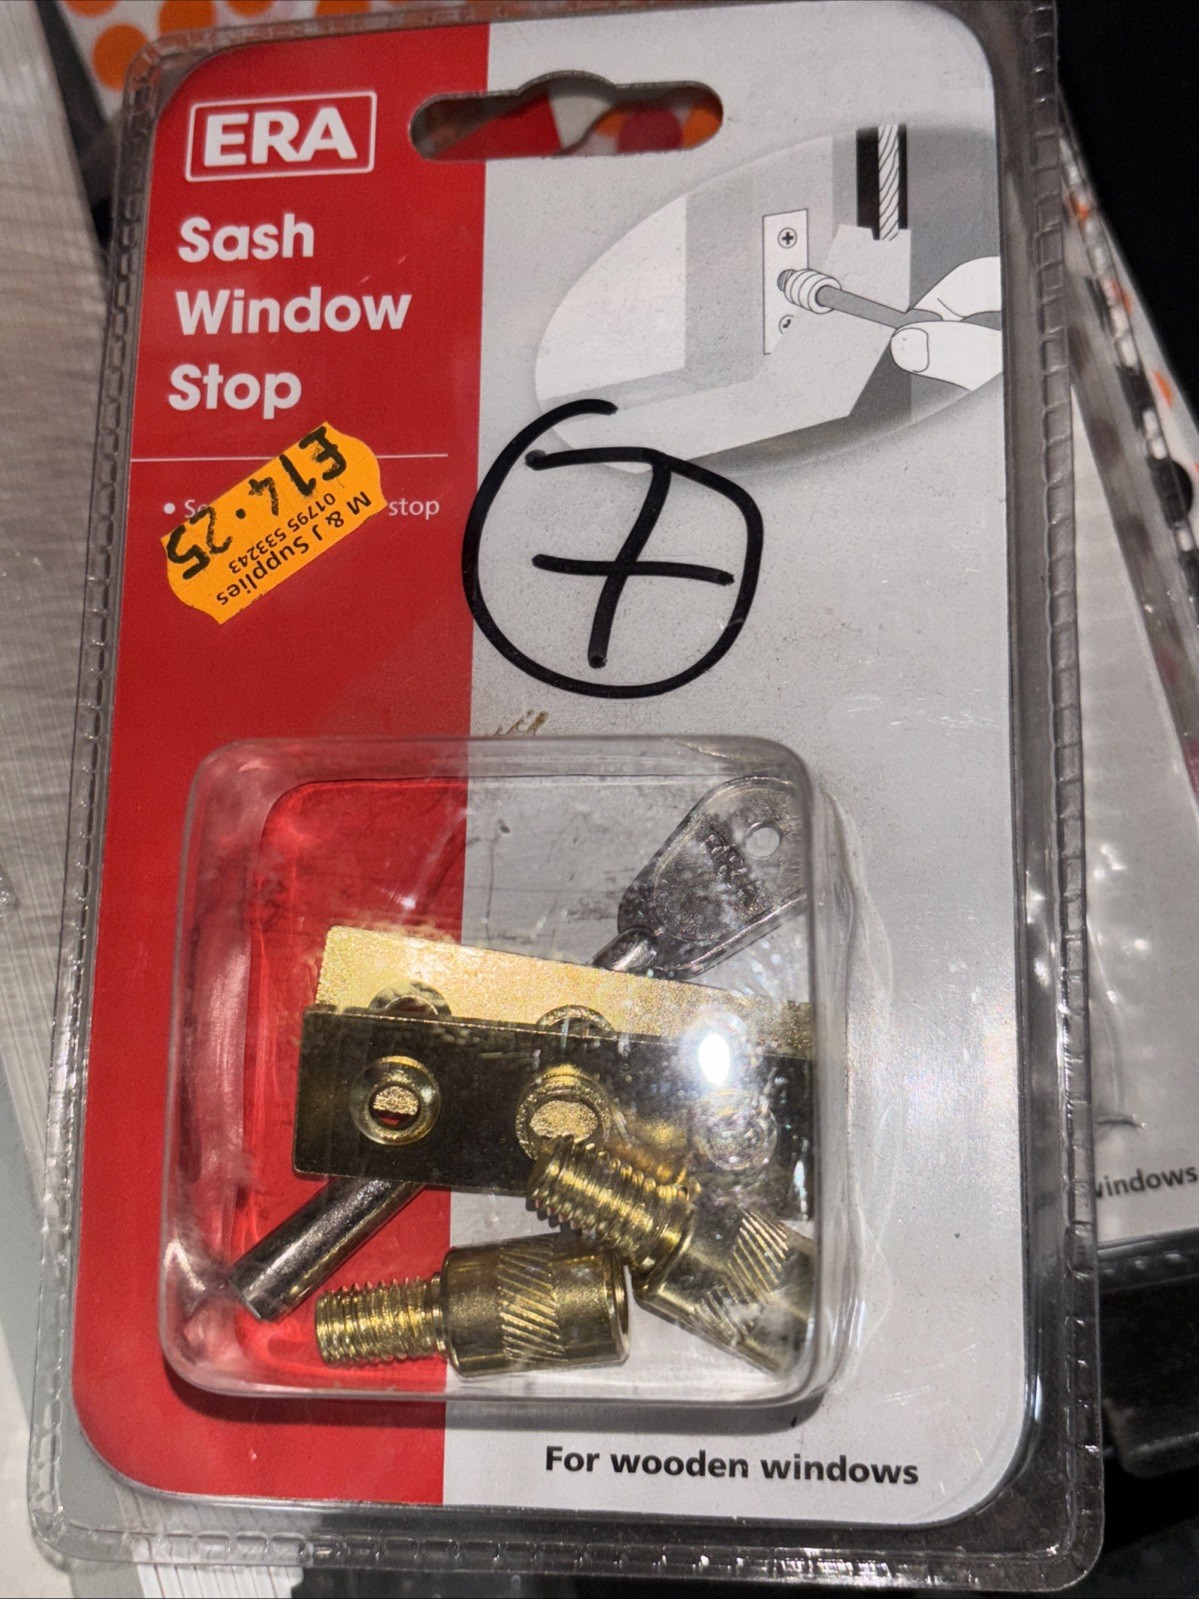 ERA
Sash
Window
Stop
stop
£14.25
M & J Supplies
01795 533243
7
ERA
For wooden windows
windows